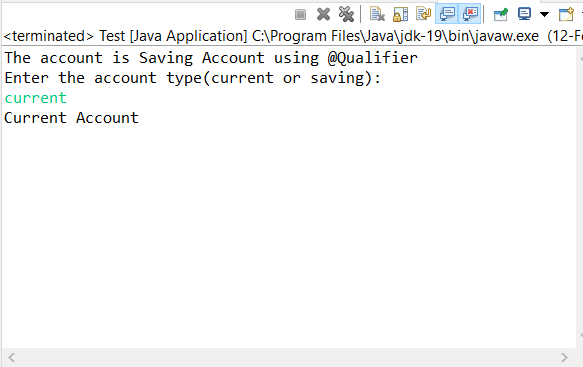 <terminated> Test [Java Application] C:\Program Files\Java\jdk-19\bin\javaw.exe (12-Fe
The account is Saving Account using @Qualifier
Enter the account type(current or saving):
current
Current Account